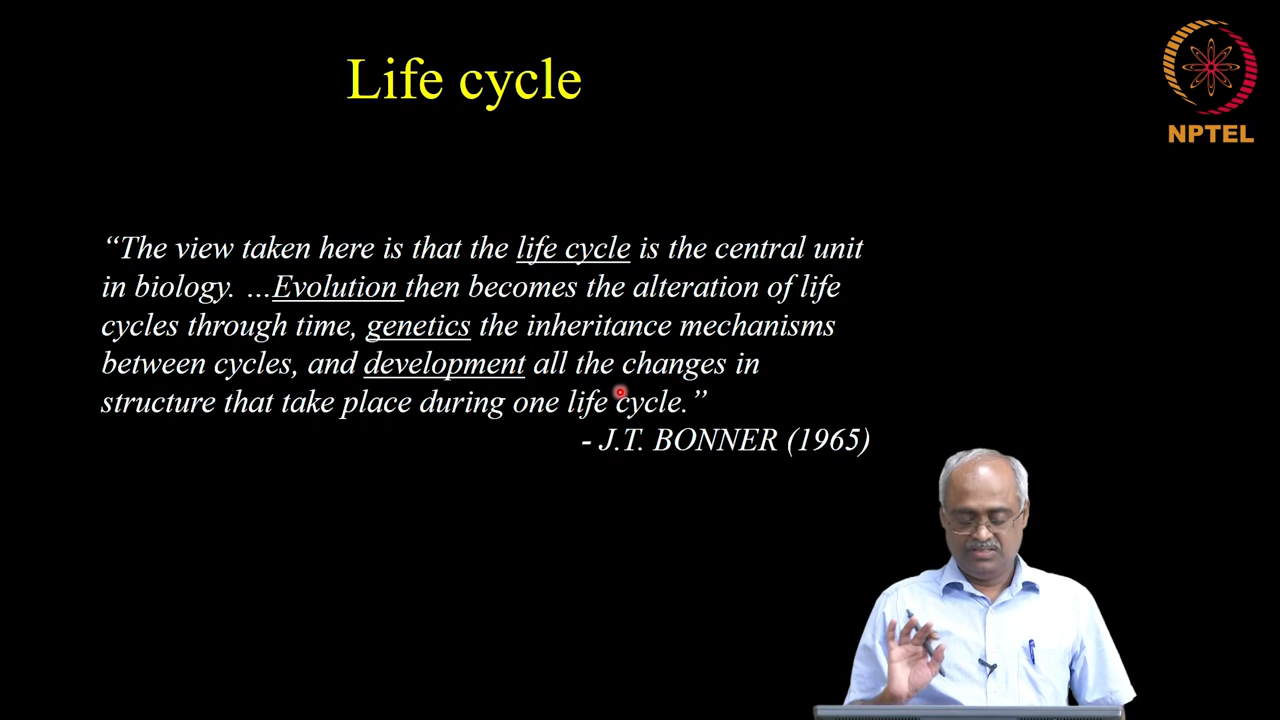 Life cycle
NPTEL
“The view taken here is that the life cycle is the central unit
in biology. ...Evolution then becomes the alteration of life
cycles through time, genetics the inheritance mechanisms
between cycles, and development all the changes in
structure that take place during one life cycle.”
- J.T. BONNER (1965)